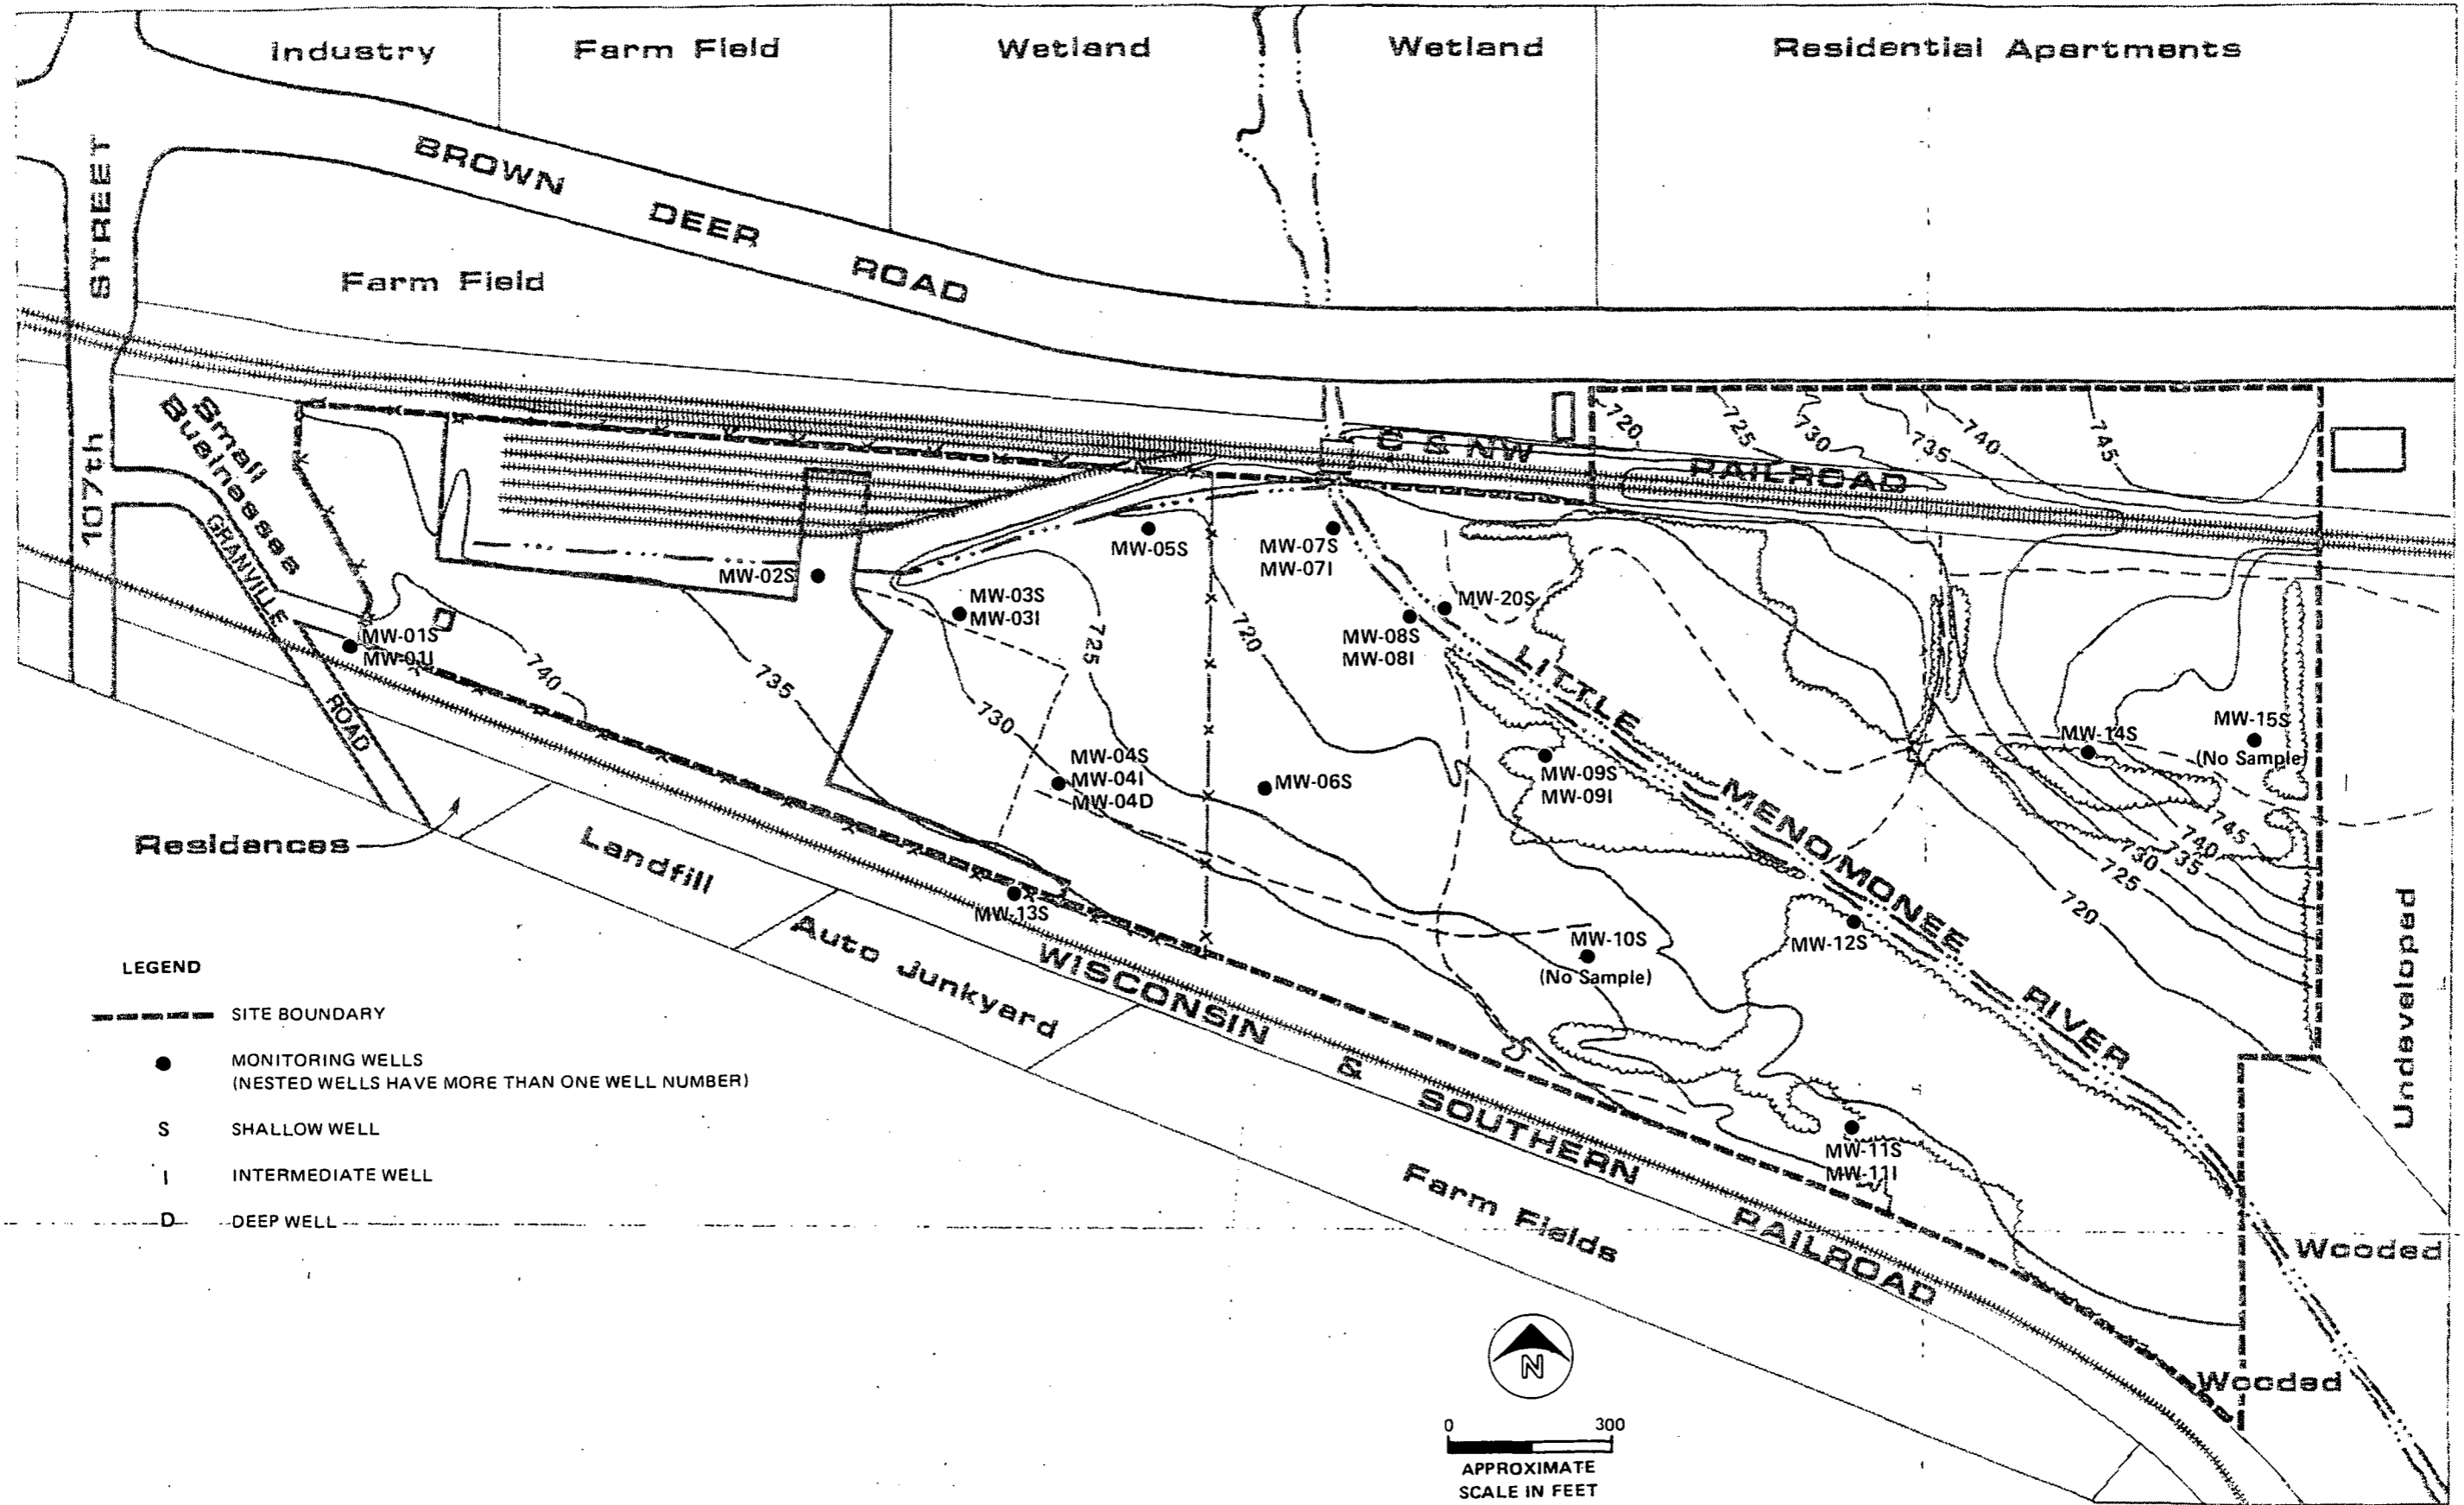 Industry
Farm Field
Wetland
Wetland
Residential Apartments
BROWN DEER ROAD
107th STREET
Farm Field
Small
Businesses
GRANVILLE ROAD
C & NW RAILROAD
720
725
730
735
740
745
MW-05S
MW-07S
MW-07I
MW-02S
MW-03S
MW-03I
MW-20S
MW-08S
MW-08I
MW-01S
MW-01I
740
735
730
725
720
LITTLE MENOMONEE RIVER
MW-04S
MW-04I
MW-04D
MW-06S
MW-09S
MW-09I
MW-14S
MW-15S
(No Sample)
745
740
735
730
725
720
Residences
Landfill
Auto Junkyard
MW-13S
WISCONSIN & SOUTHERN RAILROAD
MW-10S
(No Sample)
MW-12S
MW-11S
MW-11I
Undeveloped
Farm Fields
Wooded
Wooded
LEGEND
SITE BOUNDARY
MONITORING WELLS
(NESTED WELLS HAVE MORE THAN ONE WELL NUMBER)
S SHALLOW WELL
I INTERMEDIATE WELL
D DEEP WELL
N
0 300
APPROXIMATE
SCALE IN FEET